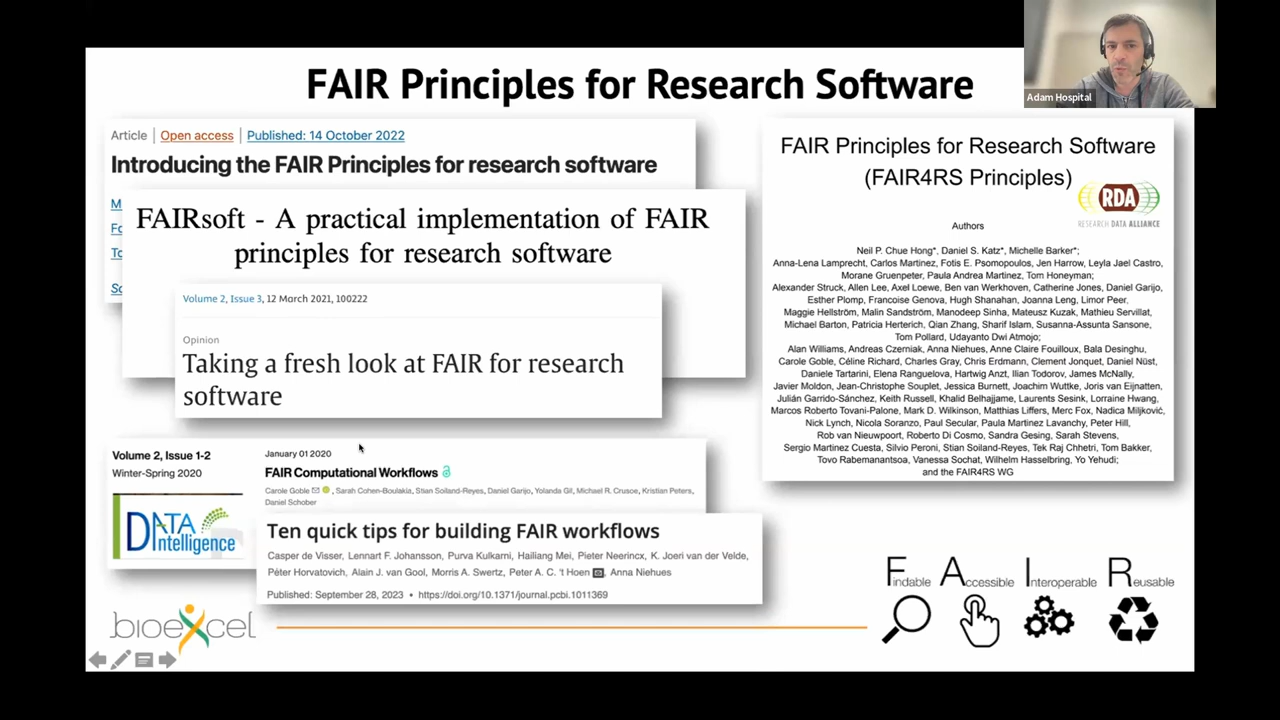 FAIR Principles for Research Software
Adam Hospital
Article | Open access | Published: 14 October 2022
Introducing the FAIR Principles for research software
M
Fa
To
Sc
FAIRsoft - A practical implementation of FAIR
principles for research software
Volume 2, Issue 3, 12 March 2021, 100222
Opinion
Taking a fresh look at FAIR for research
software
Volume 2, Issue 1-2
Winter-Spring 2020
DATA
Intelligence
January 01 2020
FAIR Computational Workflows
Carole Goble, Sarah Cohen-Boulakia, Stian Soiland-Reyes, Daniel Garijo, Yolanda Gil, Michael R. Crusoe, Kristian Peters,
Daniel Schober
Ten quick tips for building FAIR workflows
Casper de Visser, Lennart F. Johansson, Purva Kulkarni, Hailiang Mei, Pieter Neerincx, K. Joeri van der Velde,
Péter Horvatovich, Alain J. van Gool, Morris A. Swertz, Peter A. C. 't Hoen, Anna Niehues
Published: September 28, 2023 • https://doi.org/10.1371/journal.pcbi.1011369
FAIR Principles for Research Software
(FAIR4RS Principles)
RDA
RESEARCH DATA ALLIANCE
Authors
Neil P. Chue Hong*, Daniel S. Katz*, Michelle Barker*;
Anna-Lena Lamprecht, Carlos Martinez, Fotis E. Psomopoulos, Jen Harrow, Leyla Jael Castro,
Morane Gruenpeter, Paula Andrea Martinez, Tom Honeyman;
Alexander Struck, Allen Lee, Axel Loewe, Ben van Werkhoven, Catherine Jones, Daniel Garijo,
Esther Plomp, Francoise Genova, Hugh Shanahan, Joanna Leng, Limor Peer,
Maggie Hellström, Malin Sandström, Manodeep Sinha, Mateusz Kuzak, Mathieu Servillat,
Michael Barton, Patricia Herterich, Qian Zhang, Sharif Islam, Susanna-Assunta Sansone,
Tom Pollard, Udayanto Dwi Atmojo;
Alan Williams, Andreas Czerniak, Anna Niehues, Anne Claire Fouilloux, Bala Desinghu,
Carole Goble, Céline Richard, Charles Gray, Chris Erdmann, Clement Jonquet, Daniel Nüst,
Daniele Tartarini, Elena Ranguelova, Hartwig Anzt, Ilian Todorov, James McNally,
Javier Moldon, Jean-Christophe Souplet, Jessica Burnett, Joachim Wuttke, Joris van Eijnatten,
Julián Garrido-Sánchez, Keith Russell, Khalid Belhajjame, Laurents Sesink, Lorraine Hwang,
Marcos Roberto Tovani-Palone, Mark D. Wilkinson, Matthias Liffers, Merc Fox, Nadica Miljković,
Nick Lynch, Nicola Soranzo, Paul Secular, Paula Martinez Lavanchy, Peter Hill,
Rob van Nieuwpoort, Roberto Di Cosmo, Sandra Gesing, Sarah Stevens,
Sergio Martinez Cuesta, Silvio Peroni, Stian Soiland-Reyes, Tek Raj Chhetri, Tom Bakker,
Tovo Rabemanantsoa, Vanessa Sochat, Wilhelm Hasselbring, Yo Yehudi;
and the FAIR4RS WG
Findable Accessible Interoperable Reusable
bioexcel